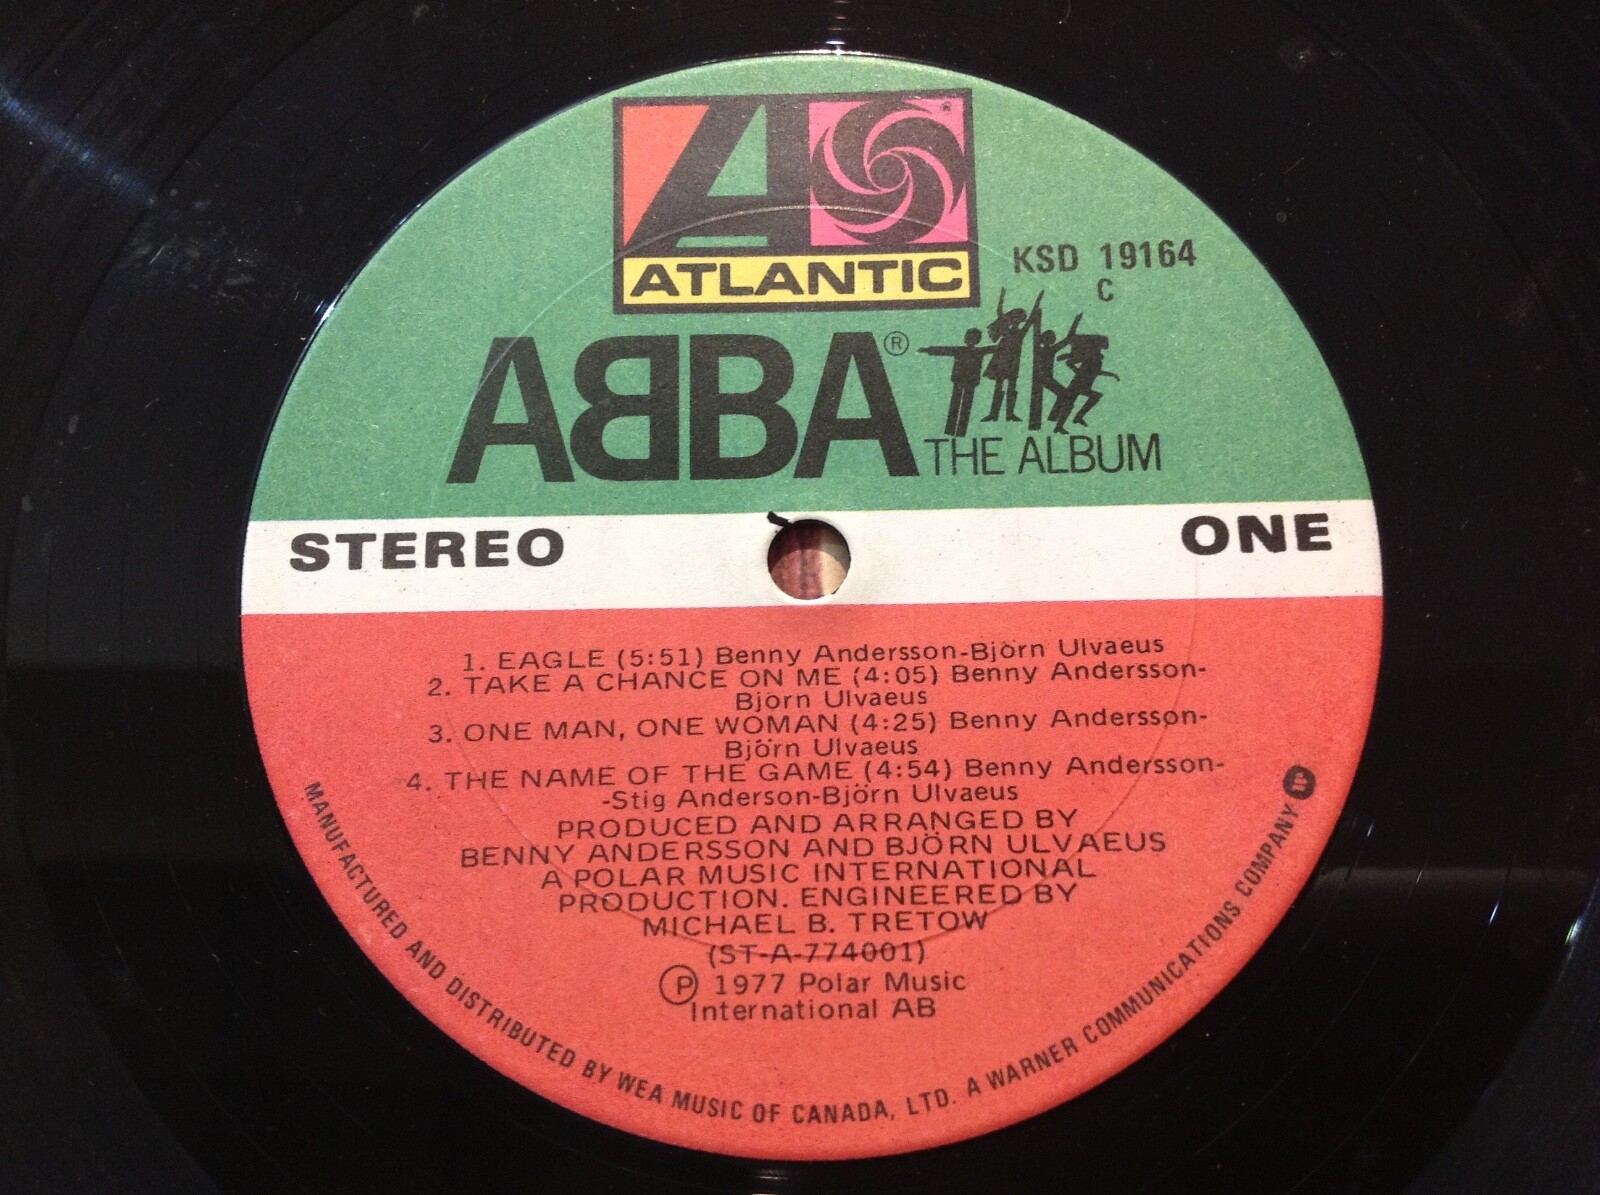 ATLANTIC
KSD 19164
C
ABBA®
THE ALBUM
STEREO
ONE
1. EAGLE (5:51) Benny Andersson-Björn Ulvaeus
2. TAKE A CHANCE ON ME (4:05) Benny Andersson-
Björn Ulvaeus
3. ONE MAN, ONE WOMAN (4:25) Benny Andersson-
Björn Ulvaeus
4. THE NAME OF THE GAME (4:54) Benny Andersson-
-Stig Anderson-Björn Ulvaeus
PRODUCED AND ARRANGED BY
BENNY ANDERSSON AND BJÖRN ULVAEUS
A POLAR MUSIC INTERNATIONAL
PRODUCTION. ENGINEERED BY
MICHAEL B. TRETOW
(ST-A-774001)
Ⓟ 1977 Polar Music
International AB
MANUFACTURED AND DISTRIBUTED BY WEA MUSIC OF CANADA, LTD. A WARNER COMMUNICATIONS COMPANY